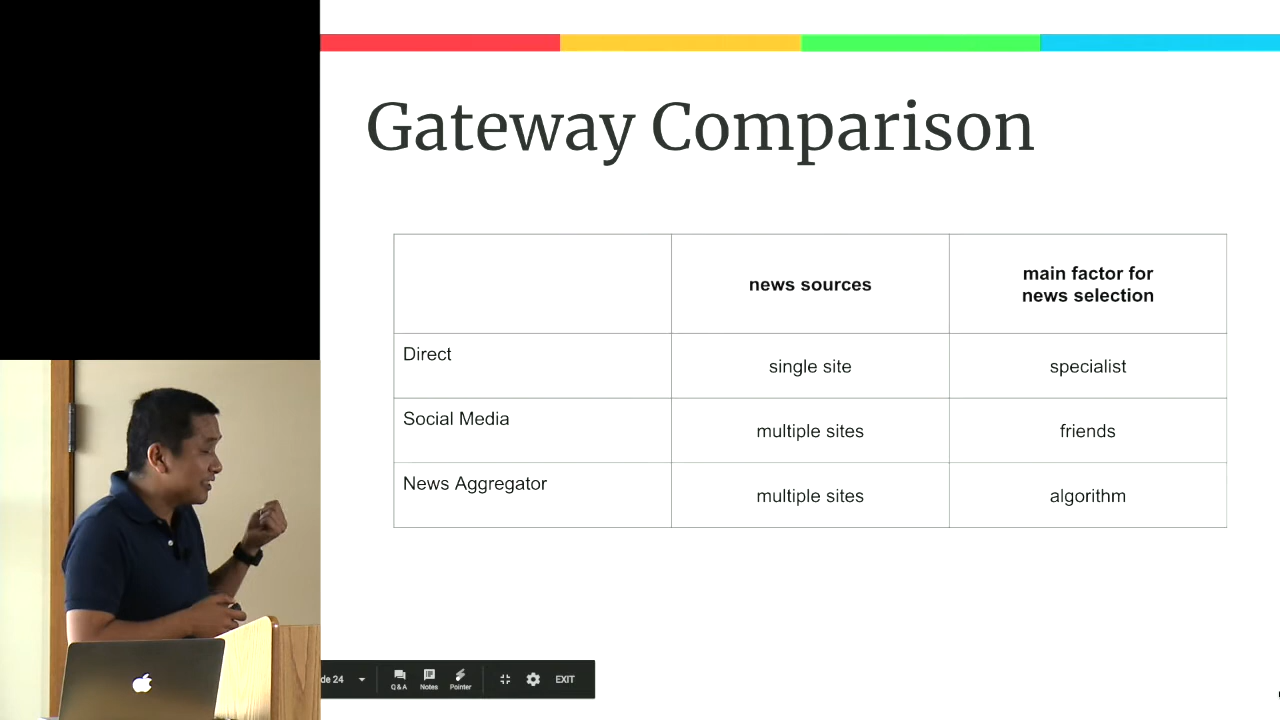 Gateway Comparison
news sources
main factor for
news selection
Direct
single site
specialist
Social Media
multiple sites
friends
News Aggregator
multiple sites
algorithm
de 24
Q&A
Notes
Pointer
EXIT